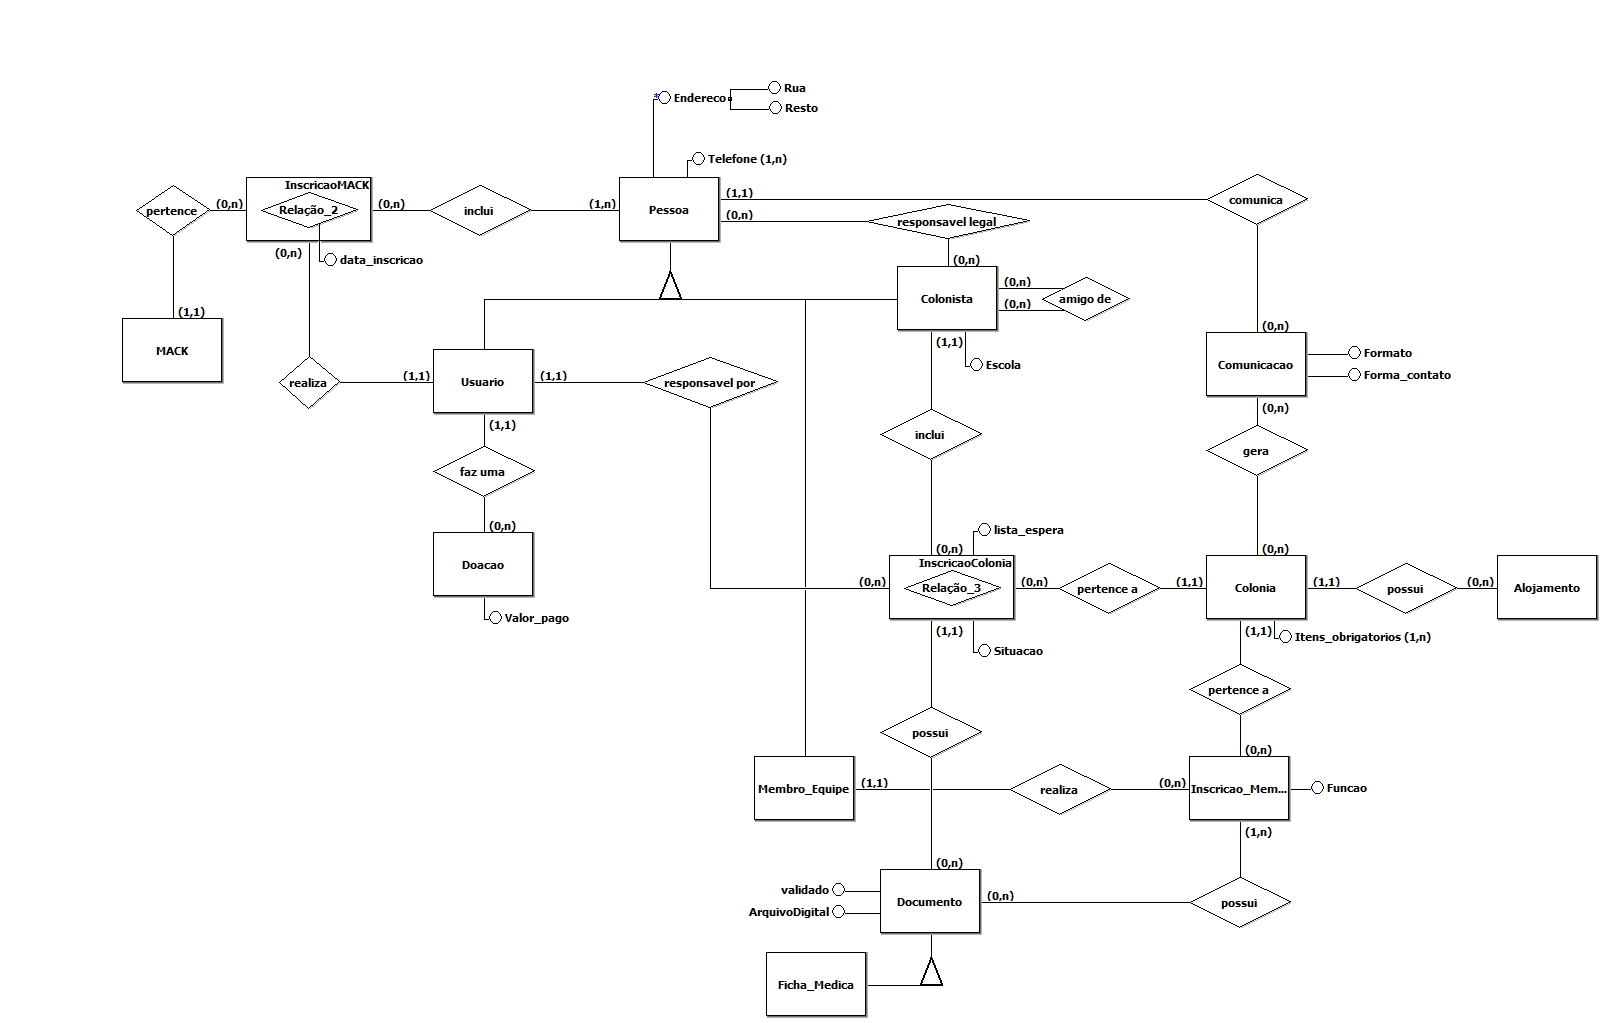 Rua
* Endereco
Resto
Telefone (1,n)
InscricaoMACK
(1,1)
comunica
pertence
(0,n)
Relação_2
(0,n)
inclui
(1,n)
Pessoa
(0,n)
responsavel legal
(0,n)
data_inscricao
(0,n)
(0,n)
Colonista
amigo de
(0,n)
(1,1)
MACK
(1,1)
Escola
(0,n)
Comunicacao
Formato
Forma_contato
realiza
(1,1)
Usuario
(1,1)
responsavel por
(1,1)
(0,n)
inclui
gera
faz uma
(0,n)
Doacao
Valor_pago
lista_espera
(0,n)
InscricaoColonia
(0,n)
Relação_3
(0,n)
pertence a
(1,1)
(0,n)
Colonia
(1,1)
possui
(0,n)
Alojamento
(1,1)
Situacao
(1,1)
Itens_obrigatorios (1,n)
pertence a
possui
(0,n)
Membro_Equipe
(1,1)
realiza
(0,n)
Inscricao_Mem...
Funcao
(1,n)
(0,n)
validado
ArquivoDigital
Documento
(0,n)
possui
Ficha_Medica